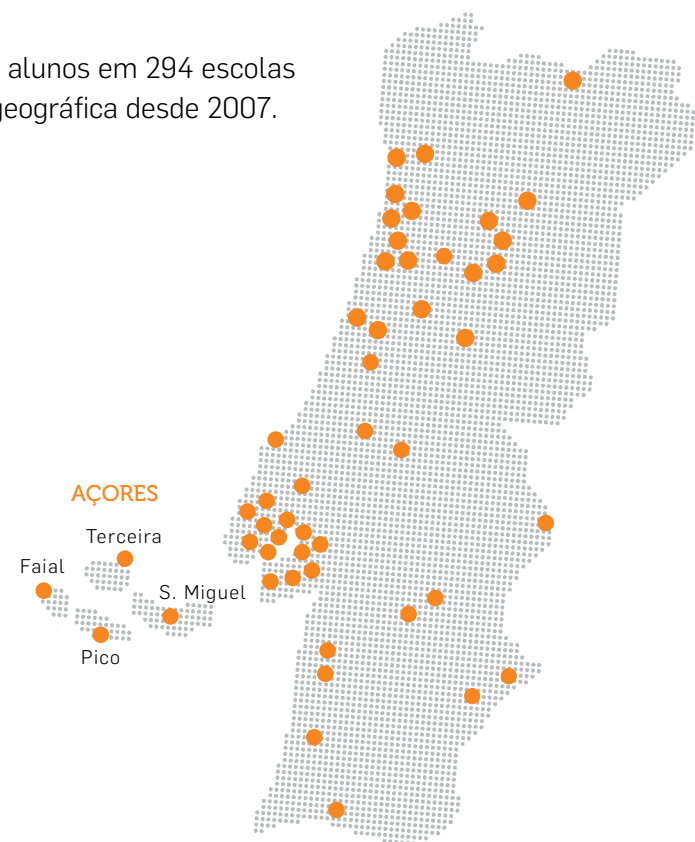 alunos em 294 escolas
geográfica desde 2007.
AÇORES
Terceira
Faial
S. Miguel
Pico